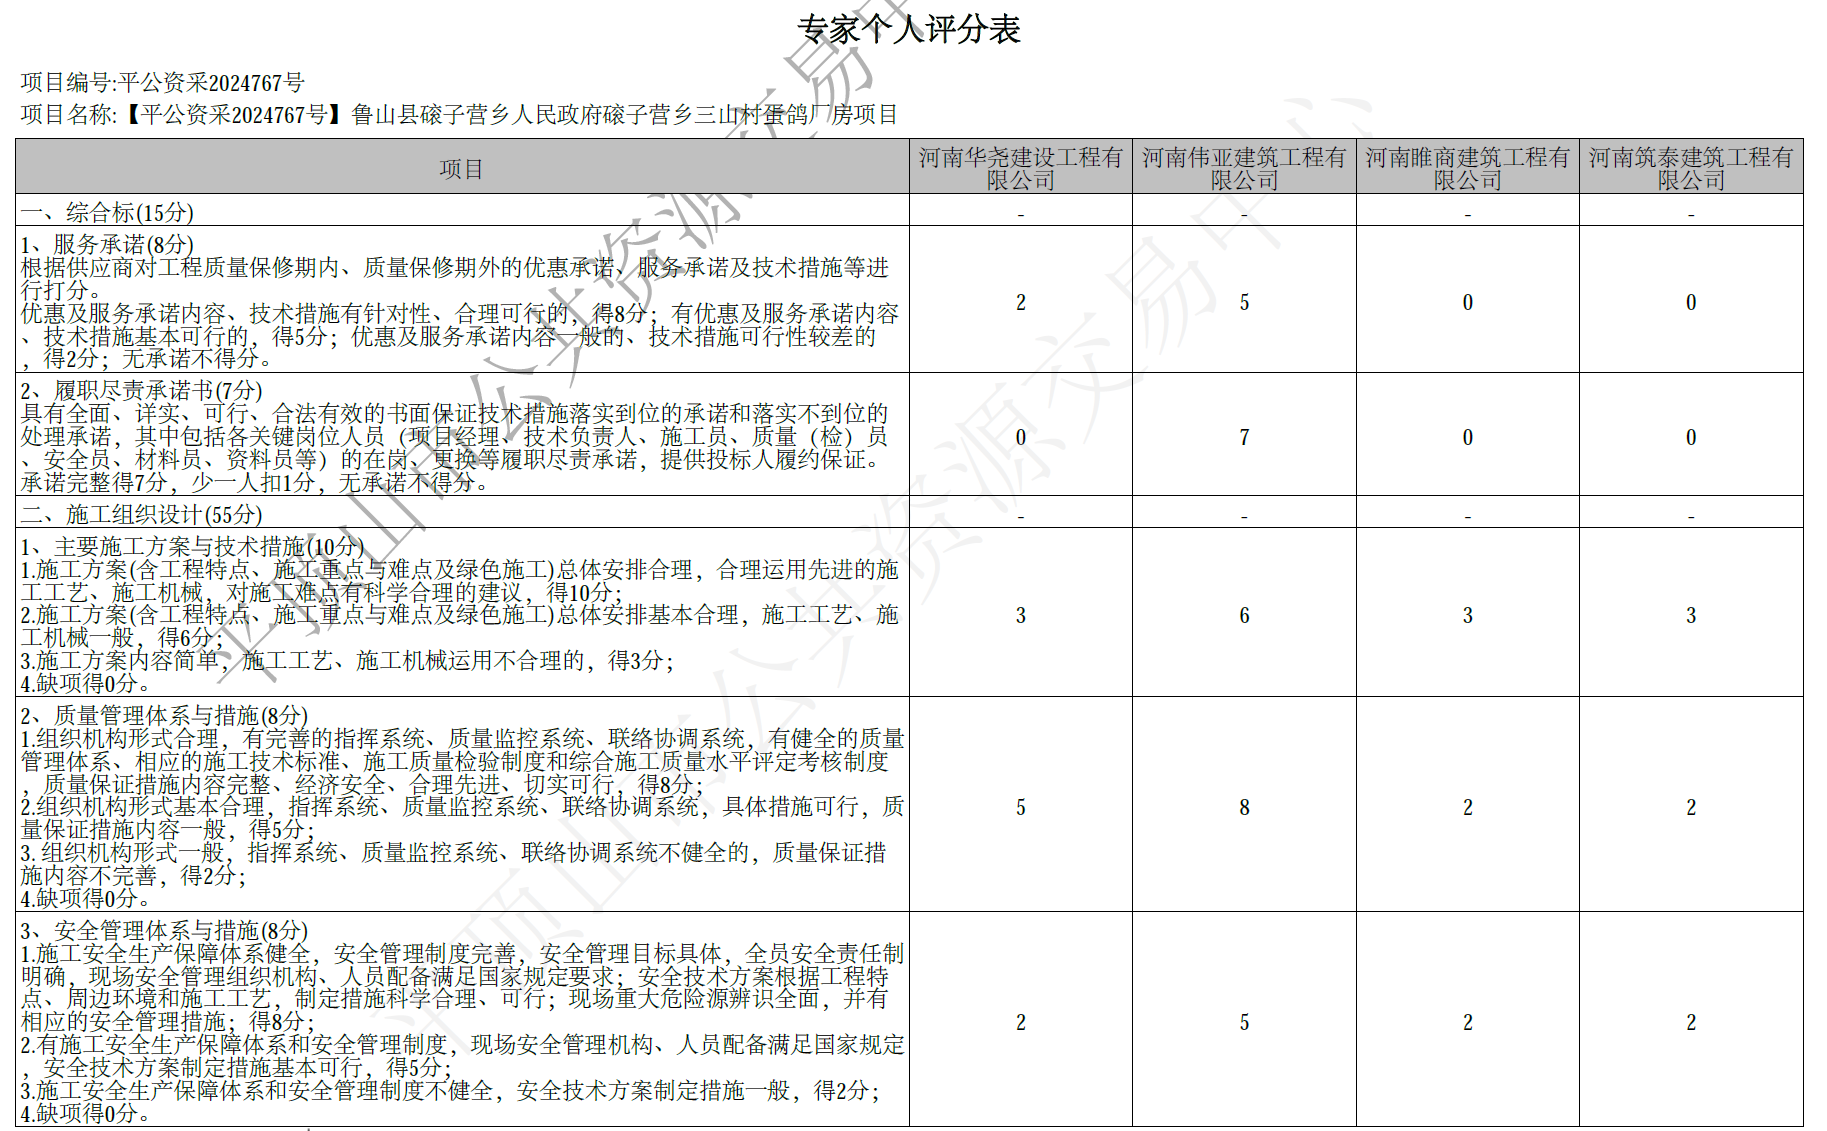 专家个人评分表
项目编号:平公资采2024767号
项目名称:【平公资采2024767号】鲁山县磙子营乡人民政府磙子营乡三山村蛋鸽厂房项目
项目
河南华尧建设工程有
限公司
河南伟亚建筑工程有
限公司
河南睢商建筑工程有
限公司
河南筑泰建筑工程有
限公司
一、综合标(15分)
-
-
-
-
1、服务承诺(8分)
根据供应商对工程质量保修期内、质量保修期外的优惠承诺、服务承诺及技术措施等进
行打分。
优惠及服务承诺内容、技术措施有针对性、合理可行的，得8分；有优惠及服务承诺内容
、技术措施基本可行的，得5分；优惠及服务承诺内容一般的、技术措施可行性较差的
，得2分；无承诺不得分。
2
5
0
0
2、履职尽责承诺书(7分)
具有全面、详实、可行、合法有效的书面保证技术措施落实到位的承诺和落实不到位的
处理承诺，其中包括各关键岗位人员（项目经理、技术负责人、施工员、质量（检）员
、安全员、材料员、资料员等）的在岗、更换等履职尽责承诺，提供投标人履约保证。
承诺完整得7分，少一人扣1分，无承诺不得分。
0
7
0
0
二、施工组织设计(55分)
-
-
-
-
1、主要施工方案与技术措施(10分)
1.施工方案(含工程特点、施工重点与难点及绿色施工)总体安排合理，合理运用先进的施
工工艺、施工机械，对施工难点有科学合理的建议，得10分；
2.施工方案(含工程特点、施工重点与难点及绿色施工)总体安排基本合理，施工工艺、施
工机械一般，得6分；
3.施工方案内容简单，施工工艺、施工机械运用不合理的，得3分；
4.缺项得0分。
3
6
3
3
2、质量管理体系与措施(8分)
1.组织机构形式合理，有完善的指挥系统、质量监控系统、联络协调系统，有健全的质量
管理体系、相应的施工技术标准、施工质量检验制度和综合施工质量水平评定考核制度
，质量保证措施内容完整、经济安全、合理先进、切实可行，得8分；
2.组织机构形式基本合理，指挥系统、质量监控系统、联络协调系统，具体措施可行，质
量保证措施内容一般，得5分；
3. 组织机构形式一般，指挥系统、质量监控系统、联络协调系统不健全的，质量保证措
施内容不完善，得2分；
4.缺项得0分。
5
8
2
2
3、安全管理体系与措施(8分)
1.施工安全生产保障体系健全，安全管理制度完善，安全管理目标具体，全员安全责任制
明确，现场安全管理组织机构、人员配备满足国家规定要求；安全技术方案根据工程特
点、周边环境和施工工艺，制定措施科学合理、可行；现场重大危险源辨识全面，并有
相应的安全管理措施；得8分；
2.有施工安全生产保障体系和安全管理制度，现场安全管理机构、人员配备满足国家规定
，安全技术方案制定措施基本可行，得5分；
3.施工安全生产保障体系和安全管理制度不健全，安全技术方案制定措施一般，得2分；
4.缺项得0分。
2
5
2
2
平顶山市公共资源交易中
平顶山市公共资源交易中心